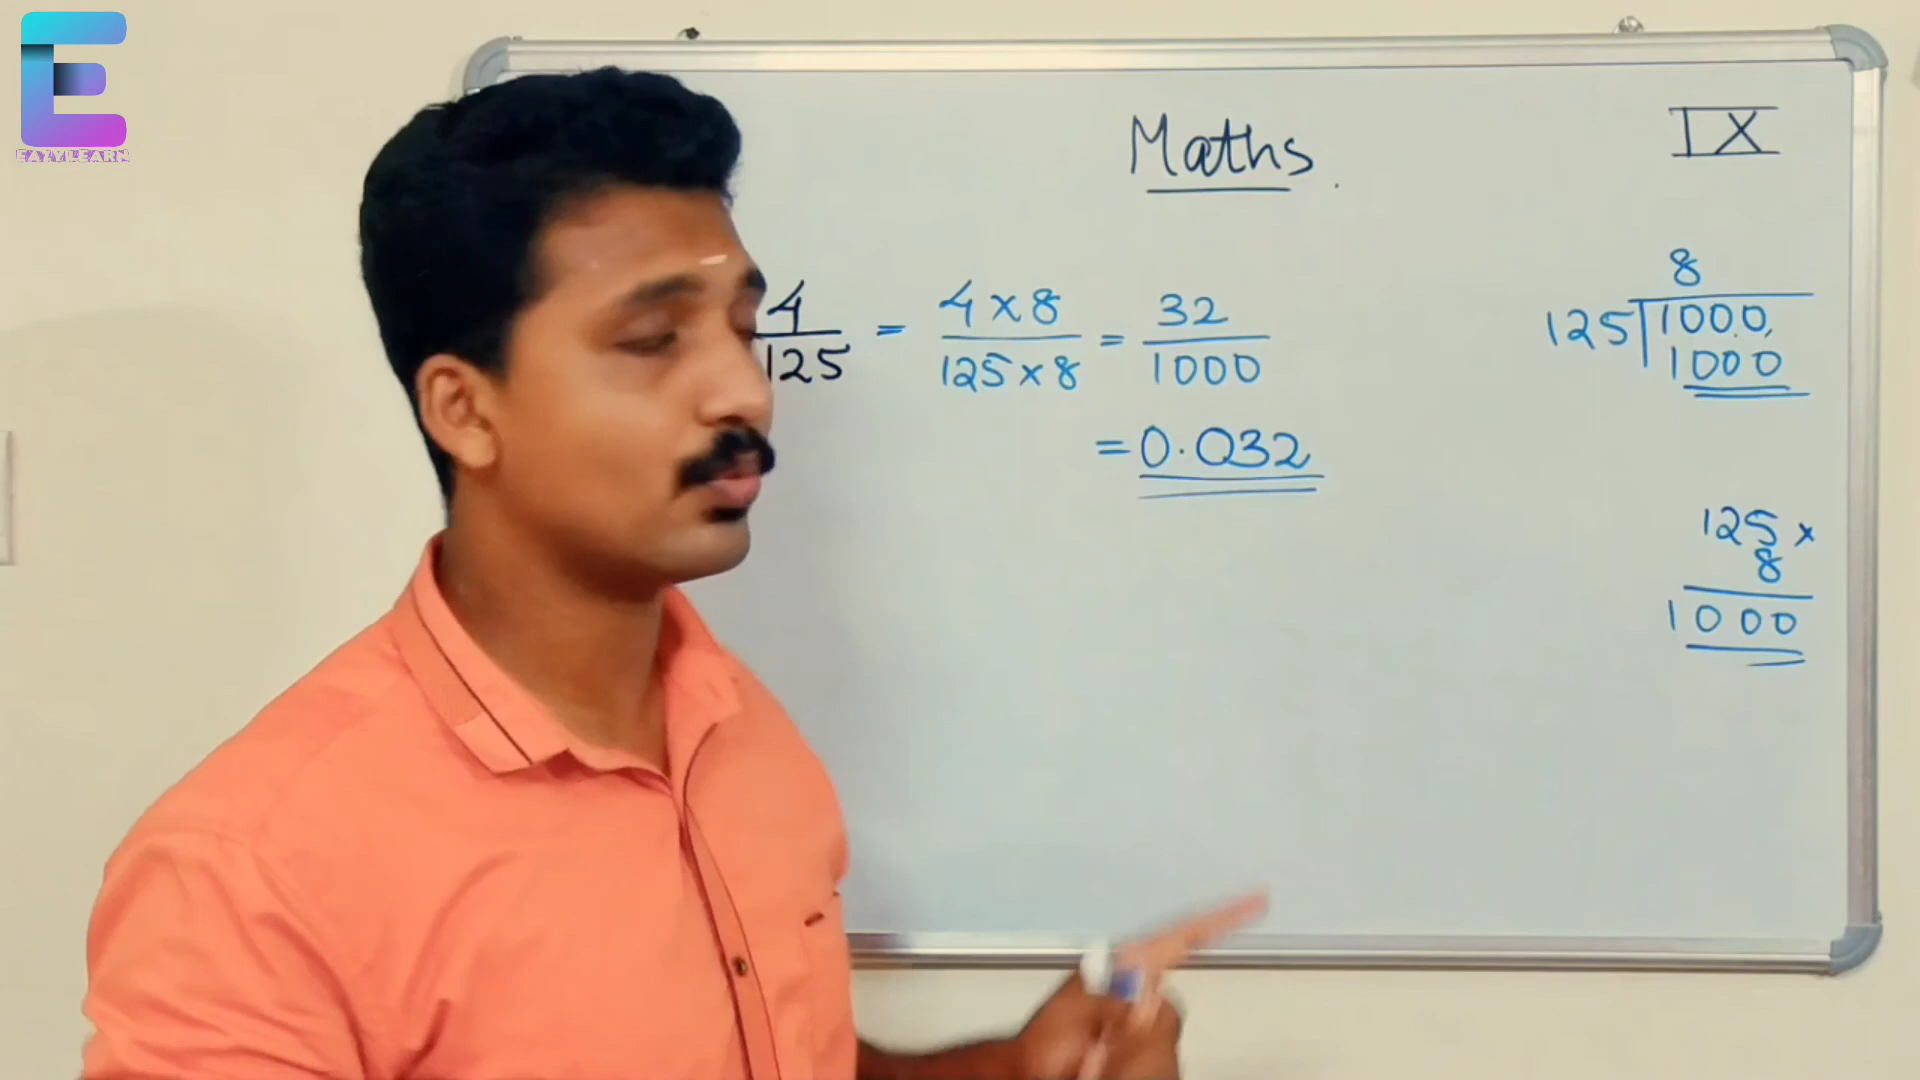 EAZYLEARN
Maths
IX
4/125 = 4 x 8/125 x 8 = 32/1000
= 0.032
8
125 1000
1000
125 x
8
1000